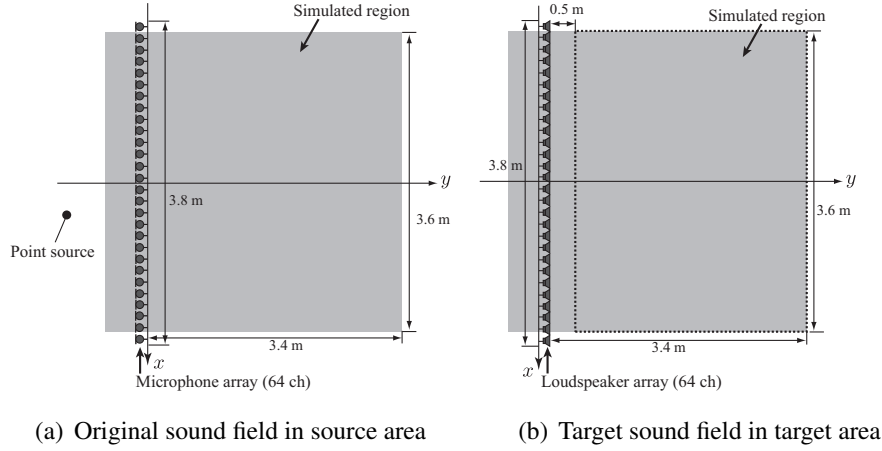 Simulated region
y
3.8 m
3.6 m
Point source
3.4 m
x
Microphone array (64 ch)
(a) Original sound field in source area
0.5 m
Simulated region
y
3.8 m
3.6 m
3.4 m
x
Loudspeaker array (64 ch)
(b) Target sound field in target area